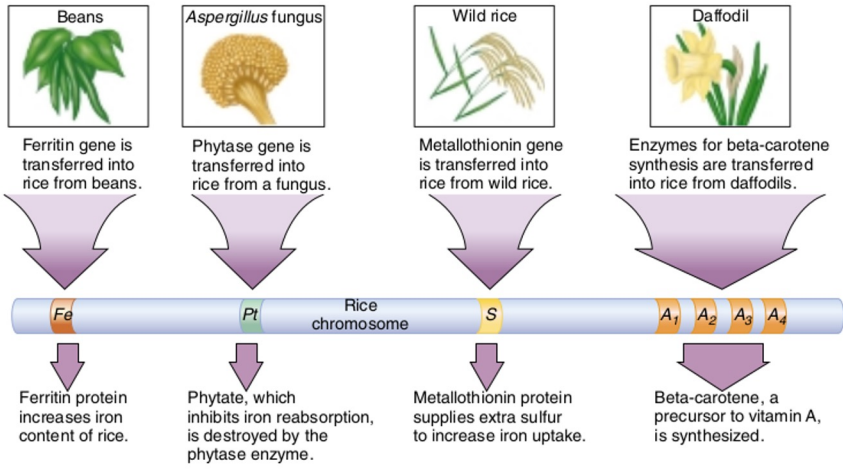 Beans
Aspergillus fungus
Wild rice
Daffodil
Ferritin gene is
transferred into
rice from beans.
Phytase gene is
transferred into
rice from a fungus.
Metallothionin gene
is transferred into
rice from wild rice.
Enzymes for beta-carotene
synthesis are transferred
into rice from daffodils.
Fe
Pt
Rice
chromosome
S
A1
A2
A3
A4
Ferritin protein
increases iron
content of rice.
Phytate, which
inhibits iron reabsorption,
is destroyed by the
phytase enzyme.
Metallothionin protein
supplies extra sulfur
to increase iron uptake.
Beta-carotene, a
precursor to vitamin A,
is synthesized.